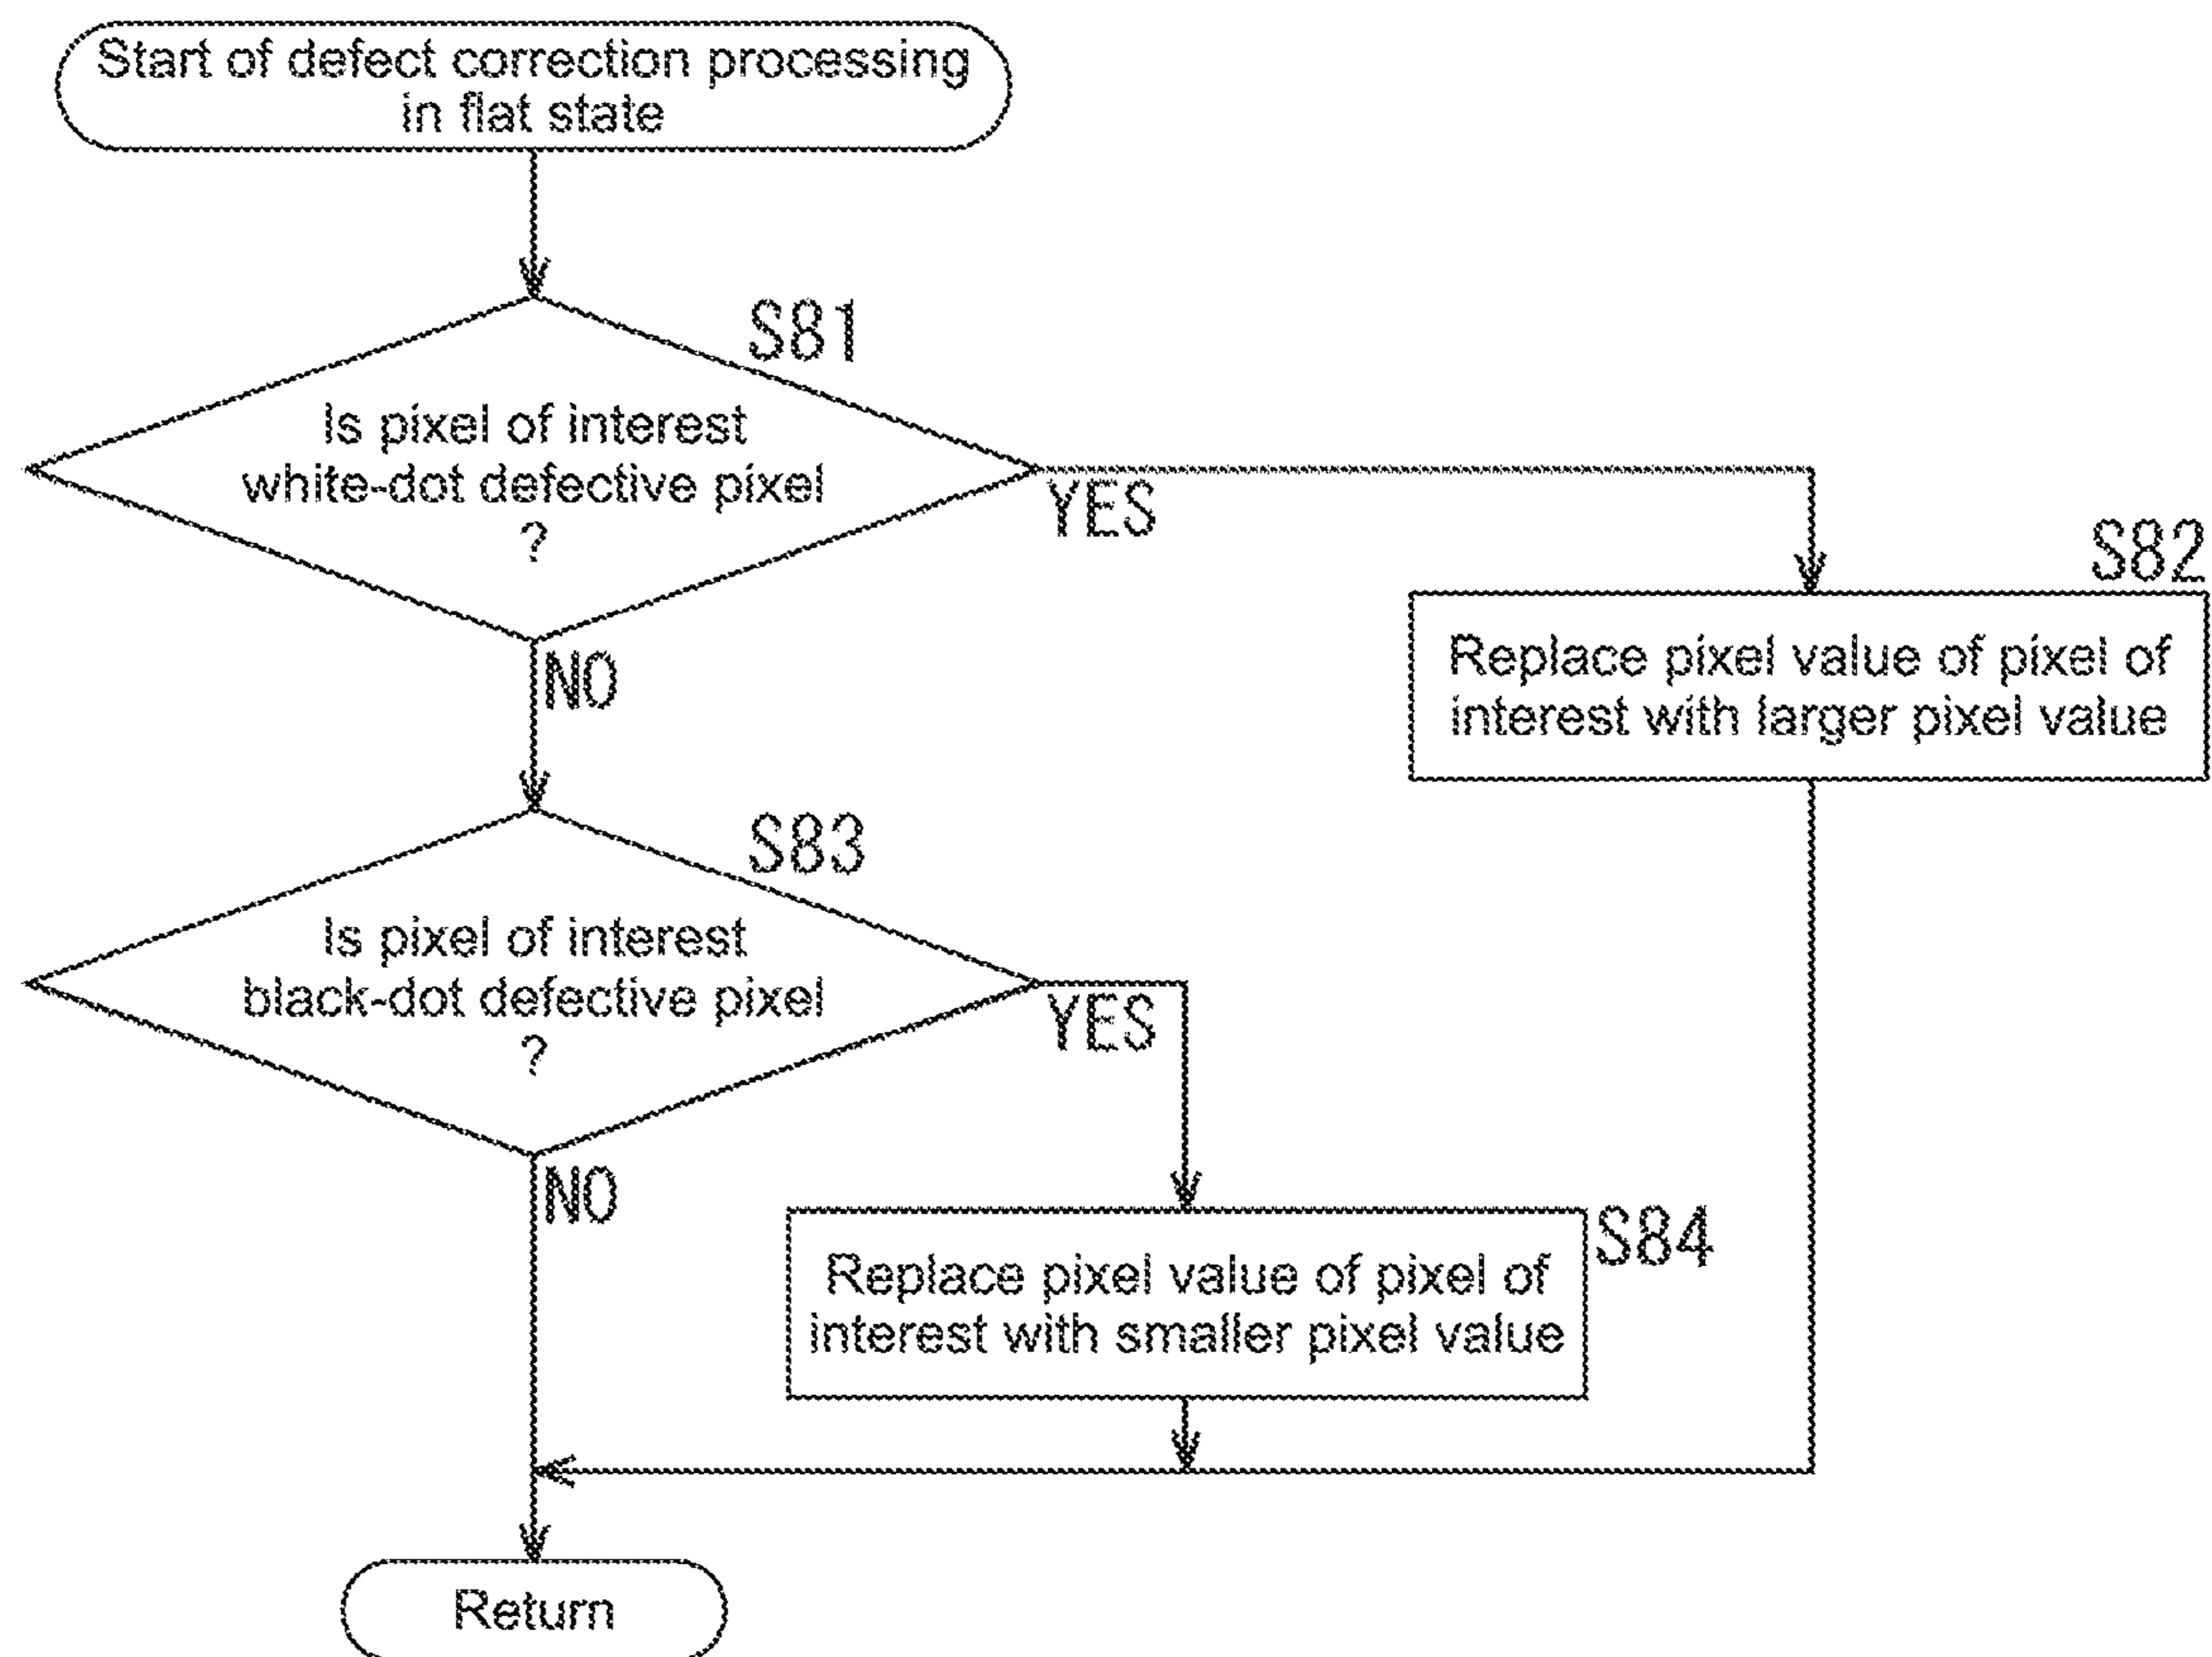 Start of defect correction processing
in flat state
S81
Is pixel of interest
white-dot defective pixel
?
YES
NO
S82
Replace pixel value of pixel of
interest with larger pixel value
S83
Is pixel of interest
black-dot defective pixel
?
YES
NO
S84
Replace pixel value of pixel of
interest with smaller pixel value
Return